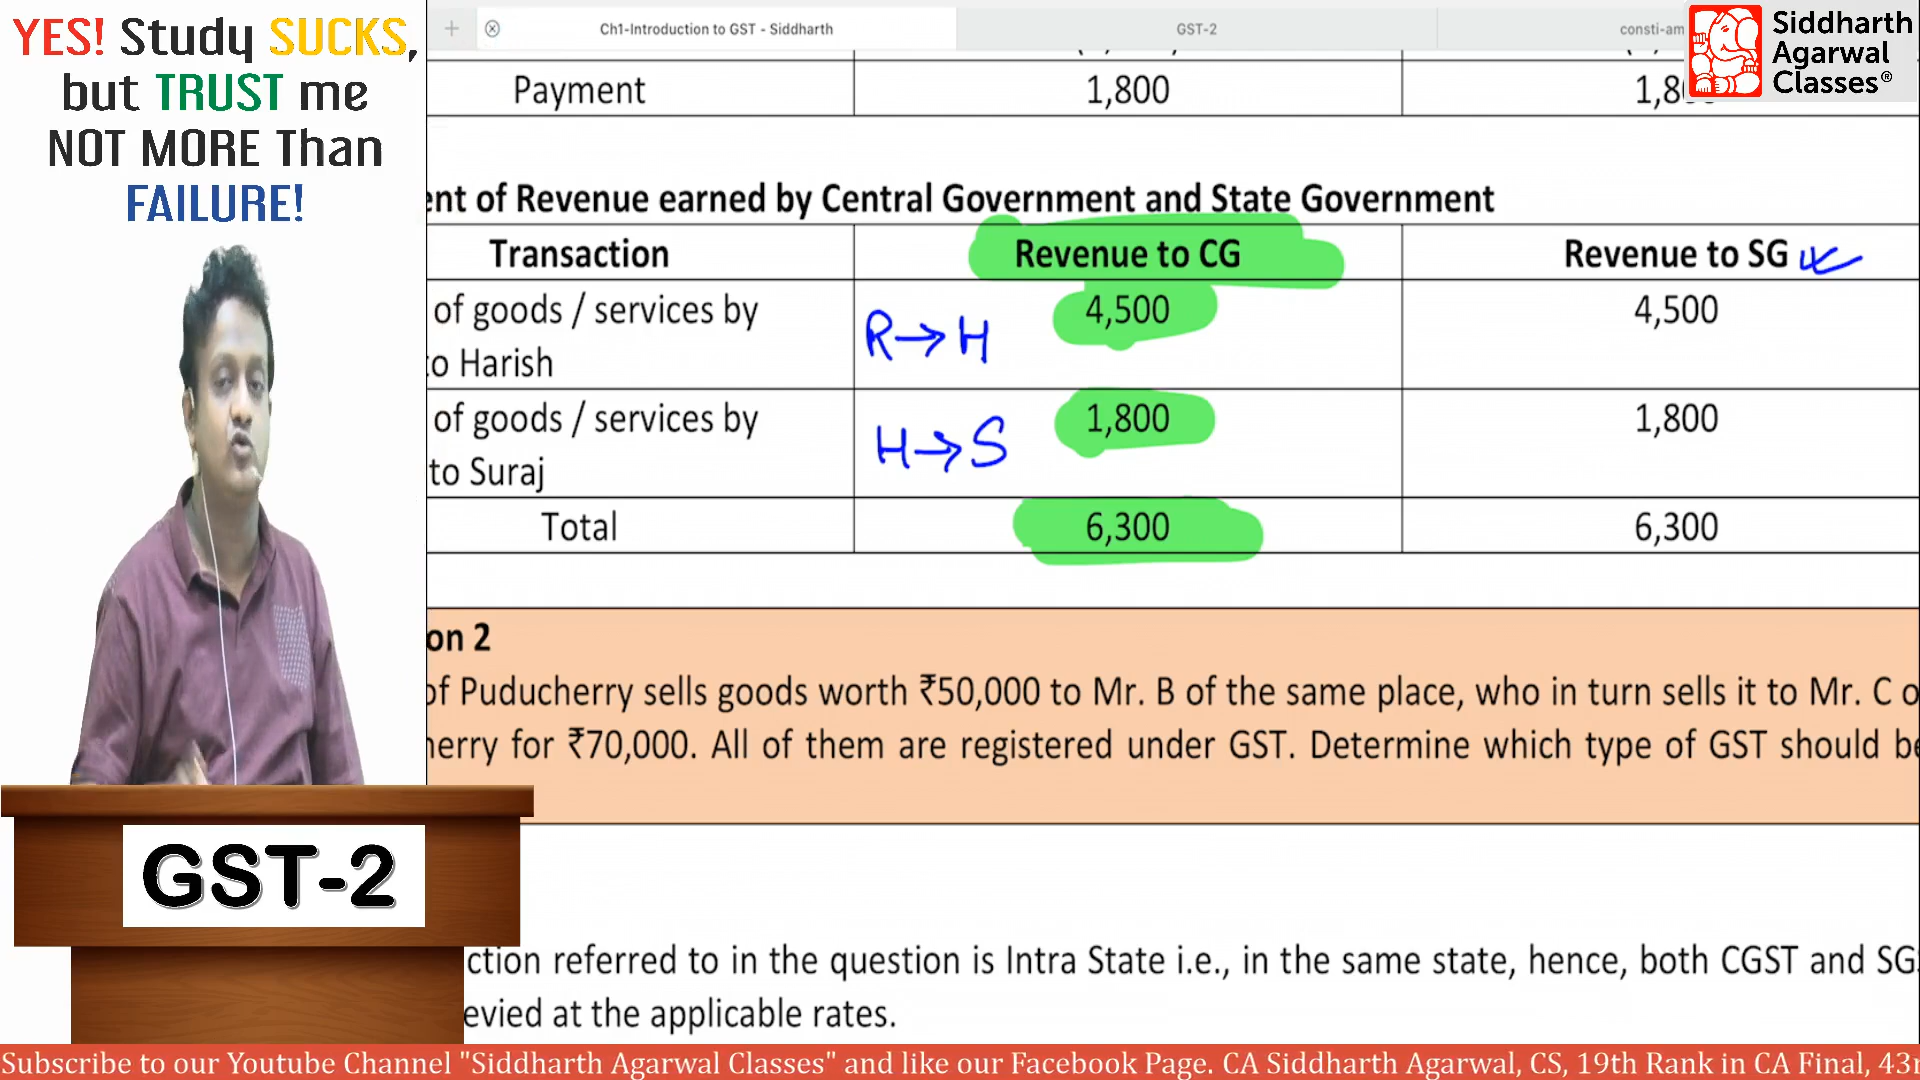 YES! Study SUCKS,
but TRUST me
NOT MORE Than
FAILURE!
Ch1-Introduction to GST - Siddharth
GST-2
consti-am
Siddharth
Agarwal
Classes®
Payment 1,800 1,8
ent of Revenue earned by Central Government and State Government
Transaction Revenue to CG Revenue to SG
of goods / services by R→H 4,500 4,500
to Harish
of goods / services by H→S 1,800 1,800
to Suraj
Total 6,300 6,300
on 2
of Puducherry sells goods worth ₹50,000 to Mr. B of the same place, who in turn sells it to Mr. C o
herry for ₹70,000. All of them are registered under GST. Determine which type of GST should be
GST-2
ction referred to in the question is Intra State i.e., in the same state, hence, both CGST and SG
evied at the applicable rates.
Subscribe to our Youtube Channel "Siddharth Agarwal Classes" and like our Facebook Page. CA Siddharth Agarwal, CS, 19th Rank in CA Final, 43r